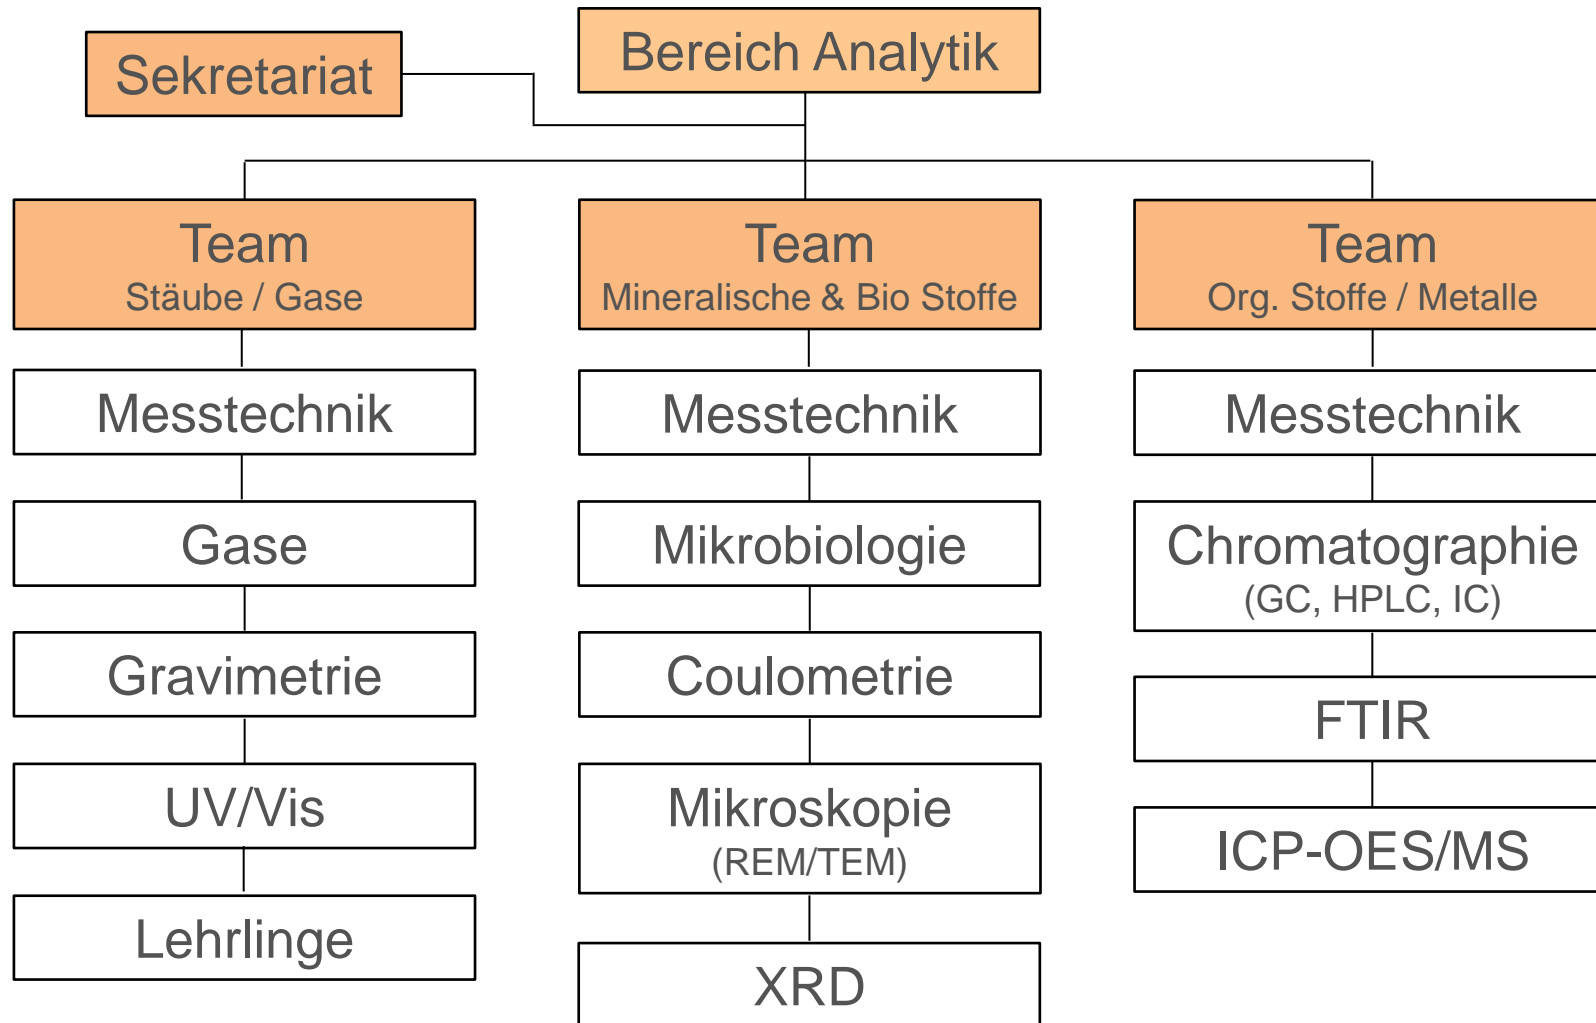 Sekretariat
Bereich Analytik
Team
Stäube / Gase
Messtechnik
Gase
Gravimetrie
UV/Vis
Lehrlinge
Team
Mineralische & Bio Stoffe
Messtechnik
Mikrobiologie
Coulometrie
Mikroskopie
(REM/TEM)
XRD
Team
Org. Stoffe / Metalle
Messtechnik
Chromatographie
(GC, HPLC, IC)
FTIR
ICP-OES/MS